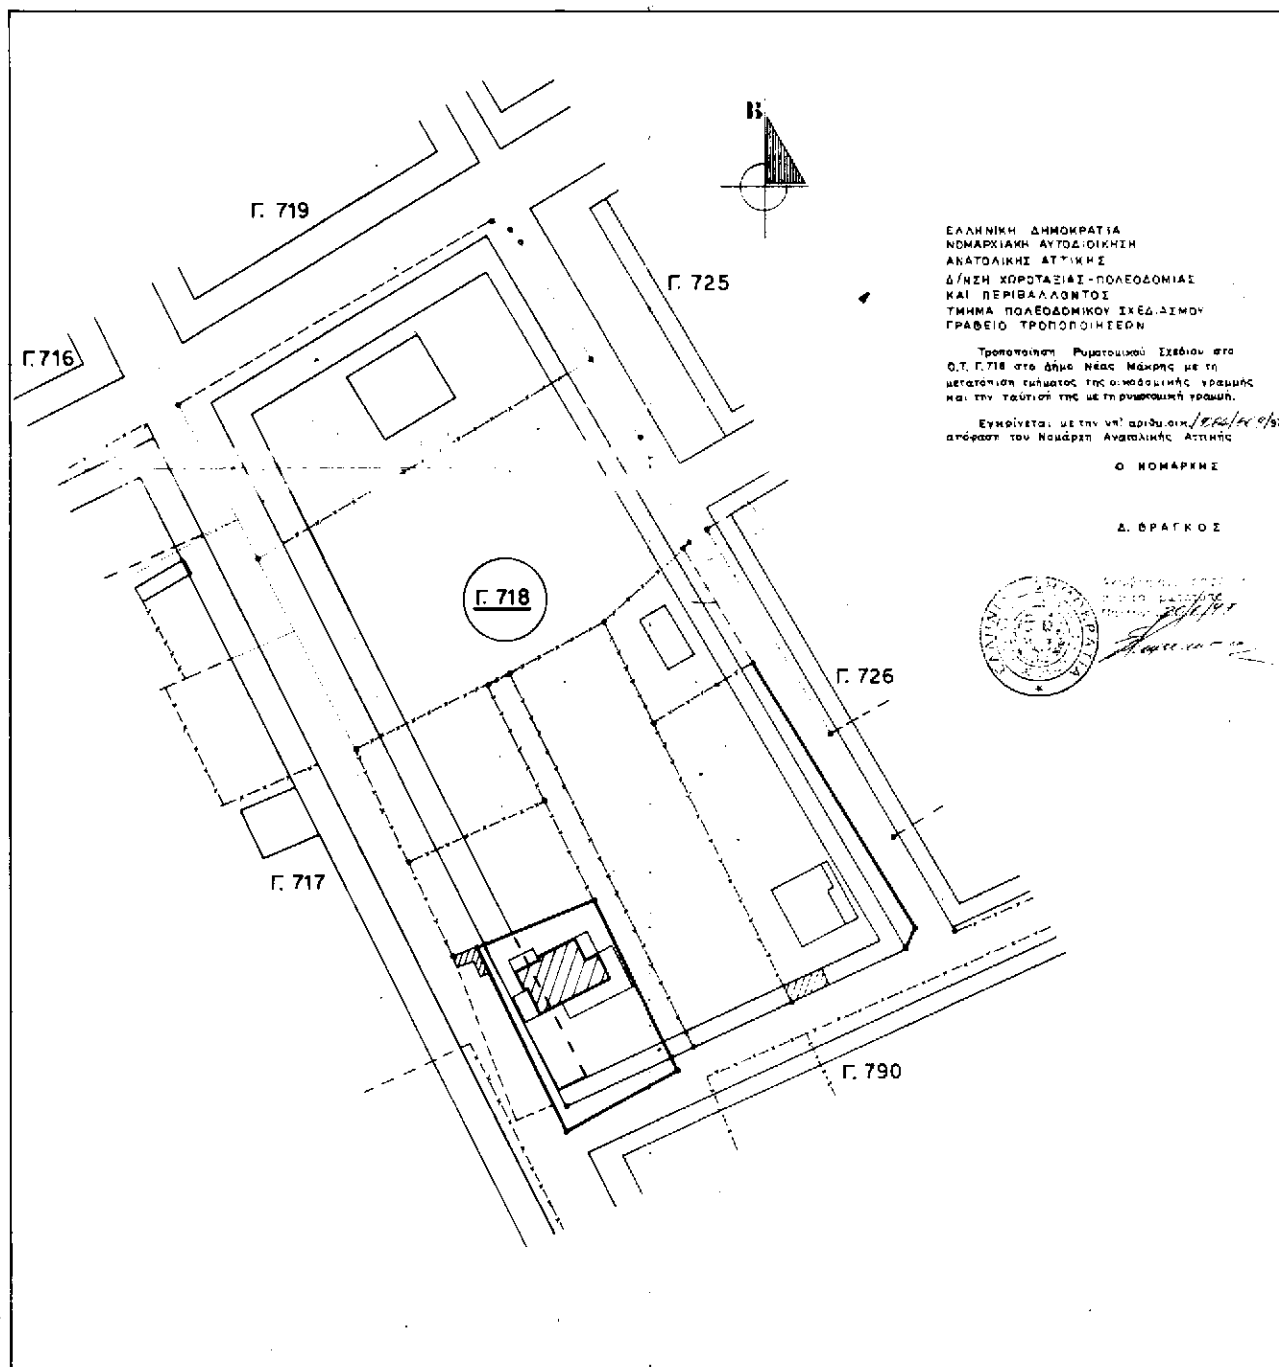 Β
Γ. 719
Γ. 725
Γ. 716
ΕΛΛΗΝΙΚΗ ΔΗΜΟΚΡΑΤΙΑ
ΝΟΜΑΡΧΙΑΚΗ ΑΥΤΟΔΙΟΙΚΗΣΗ
ΑΝΑΤΟΛΙΚΗΣ ΑΤΤΙΚΗΣ
Δ/ΝΣΗ ΧΩΡΟΤΑΞΙΑΣ-ΠΟΛΕΟΔΟΜΙΑΣ
ΚΑΙ ΠΕΡΙΒΑΛΛΟΝΤΟΣ
ΤΜΗΜΑ ΠΟΛΕΟΔΟΜΙΚΟΥ ΣΧΕΔΙΑΣΜΟΥ
ΓΡΑΦΕΙΟ ΤΡΟΠΟΠΟΙΗΣΕΩΝ
Τροποποίηση Ρυμοτομικού Σχεδίου στο
Ο.Τ. Γ.718 στο Δήμο Νέας Μάκρης με τη
μετατόπιση τμήματος της οικοδομικής γραμμής
και την ταύτισή της με τη ρυμοτομική γραμμή.
Εγκρίνεται με την υπ' αριθμ.οικ.
απόφαση του Νομάρχη Ανατολικής Αττικής
Ο ΝΟΜΑΡΧΗΣ
Δ. ΦΡΑΓΚΟΣ
Γ. 718
Γ. 726
Γ. 717
Γ. 790